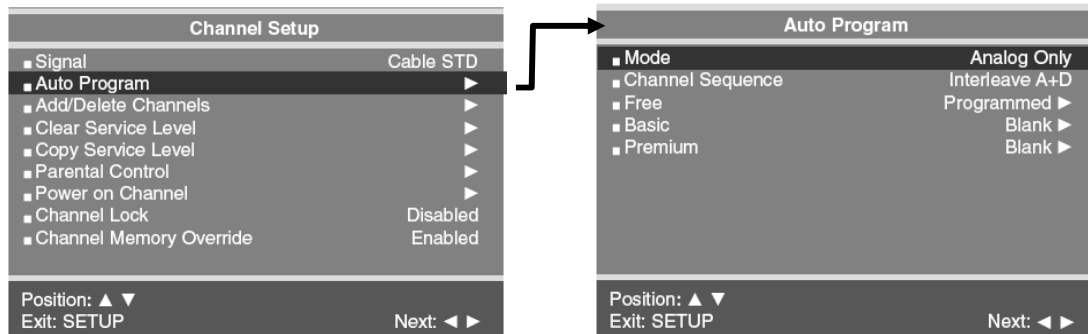 Channel Setup
■ Signal Cable STD
■ Auto Program ►
■ Add/Delete Channels ►
■ Clear Service Level ►
■ Copy Service Level ►
■ Parental Control ►
■ Power on Channel ►
■ Channel Lock Disabled
■ Channel Memory Override Enabled
Position: ▲ ▼
Exit: SETUP Next: ◄ ►
Auto Program
■ Mode Analog Only
■ Channel Sequence Interleave A+D
■ Free Programmed ►
■ Basic Blank ►
■ Premium Blank ►
Position: ▲ ▼
Exit: SETUP Next: ◄ ►